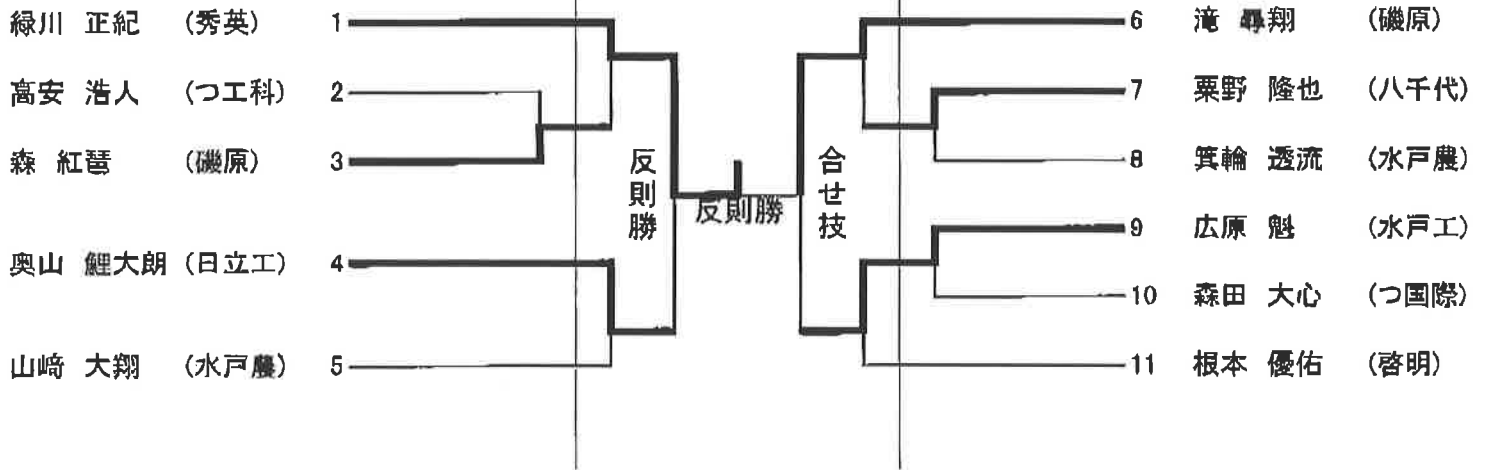 緑川 正紀 (秀英) 1
高安 浩人 (つ工科) 2
森 紅琶 (磯原) 3
奥山 鯉大朗 (日立工) 4
山﨑 大翔 (水戸農) 5
反則勝
反則勝
合せ技
6 滝 尋翔 (磯原)
7 粟野 隆也 (八千代)
8 箕輪 透流 (水戸農)
9 広原 魁 (水戸工)
10 森田 大心 (つ国際)
11 根本 優佑 (啓明)